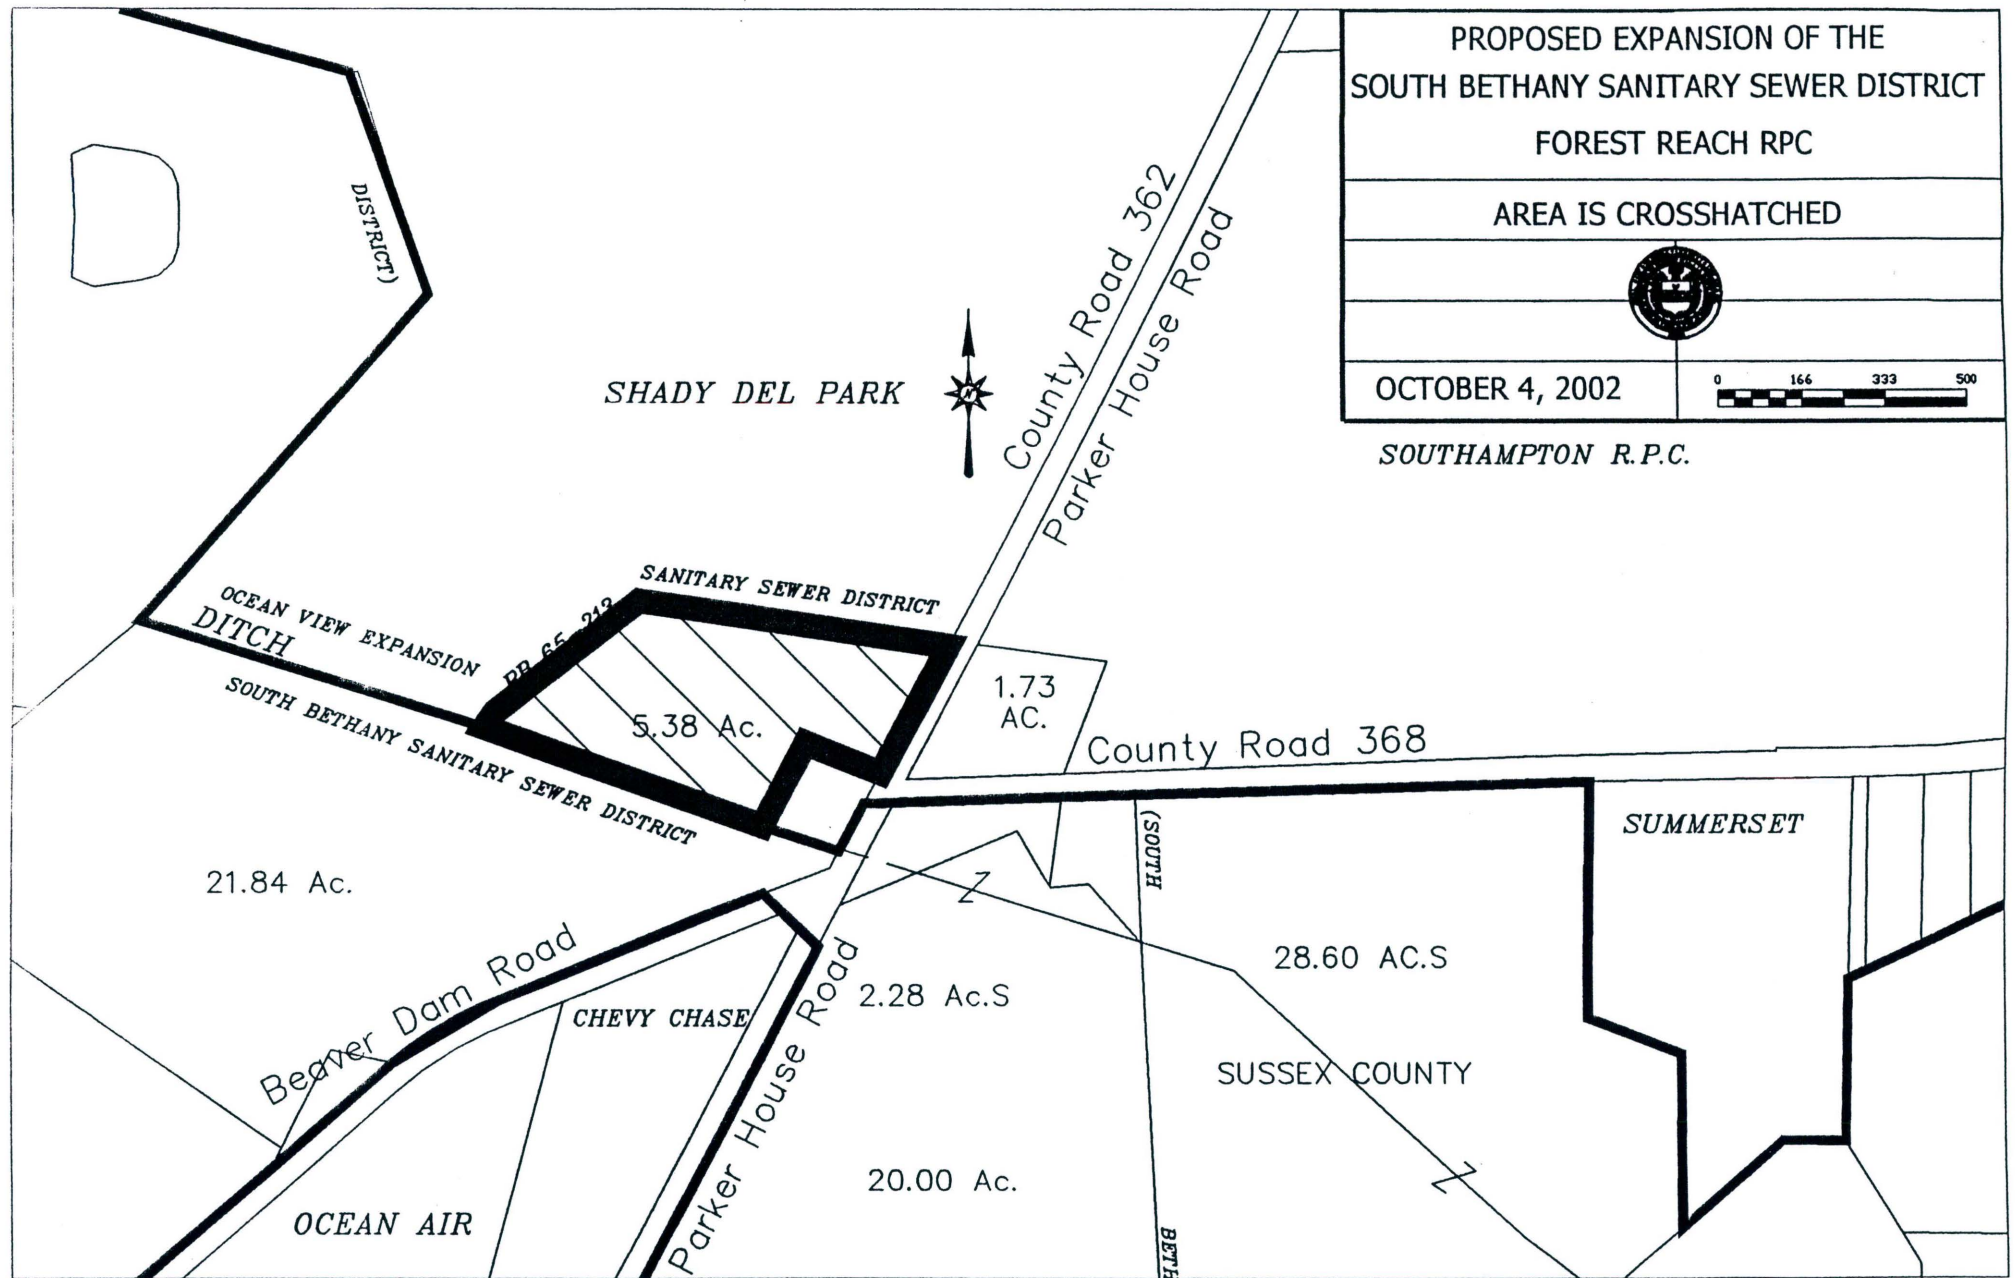 PROPOSED EXPANSION OF THE
SOUTH BETHANY SANITARY SEWER DISTRICT
FOREST REACH RPC
AREA IS CROSSHATCHED
OCTOBER 4, 2002
0 166 333 500
DISTRICT)
County Road 362
Parker House Road
SHADY DEL PARK
N
SOUTHAMPTON R.P.C.
SANITARY SEWER DISTRICT
OCEAN VIEW EXPANSION
DITCH
SOUTH BETHANY SANITARY SEWER DISTRICT
5.38 Ac.
1.73
AC.
County Road 368
SUMMERSET
(SOUTH
21.84 Ac.
Z
28.60 AC.S
Beaver Dam Road
CHEVY CHASE
2.28 Ac.S
Parker House Road
SUSSEX COUNTY
20.00 Ac.
Z
OCEAN AIR
BETH